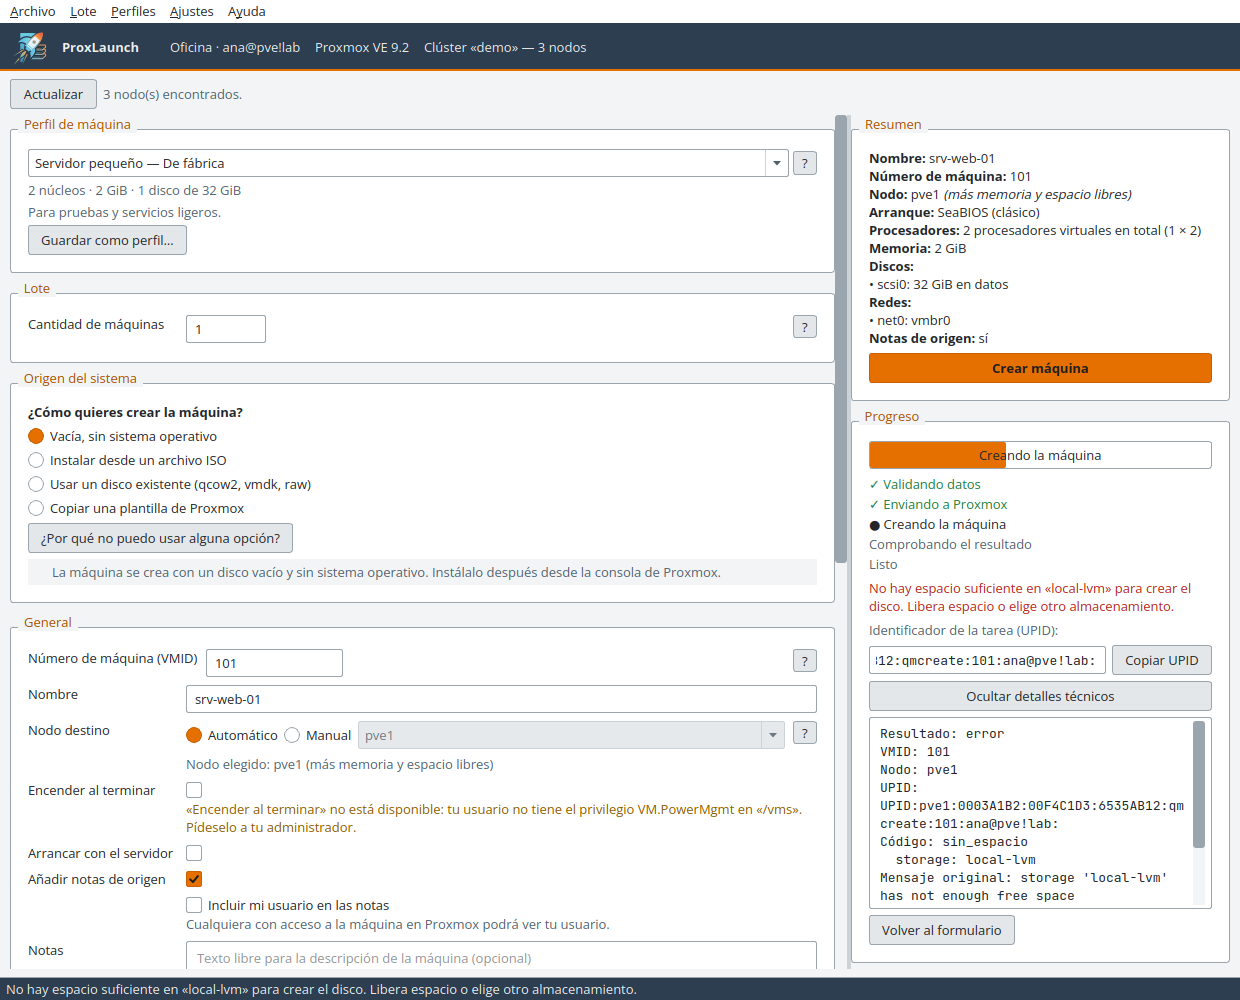 Archivo Lote Perfiles Ajustes Ayuda
ProxLaunch Oficina · ana@pve!lab Proxmox VE 9.2 Clúster «demo» — 3 nodos
Actualizar 3 nodo(s) encontrados.
Perfil de máquina
Servidor pequeño — De fábrica ?
2 núcleos · 2 GiB · 1 disco de 32 GiB
Para pruebas y servicios ligeros.
Guardar como perfil...
Lote
Cantidad de máquinas 1 ?
Origen del sistema
¿Cómo quieres crear la máquina?
Vacía, sin sistema operativo
Instalar desde un archivo ISO
Usar un disco existente (qcow2, vmdk, raw)
Copiar una plantilla de Proxmox
¿Por qué no puedo usar alguna opción?
La máquina se crea con un disco vacío y sin sistema operativo. Instálalo después desde la consola de Proxmox.
General
Número de máquina (VMID) 101 ?
Nombre srv-web-01
Nodo destino Automático Manual pve1 ?
Nodo elegido: pve1 (más memoria y espacio libres)
Encender al terminar
«Encender al terminar» no está disponible: tu usuario no tiene el privilegio VM.PowerMgmt en «/vms».
Pídeselo a tu administrador.
Arrancar con el servidor
Añadir notas de origen
Incluir mi usuario en las notas
Cualquiera con acceso a la máquina en Proxmox podrá ver tu usuario.
Notas Texto libre para la descripción de la máquina (opcional)
Resumen
Nombre: srv-web-01
Número de máquina: 101
Nodo: pve1 (más memoria y espacio libres)
Arranque: SeaBIOS (clásico)
Procesadores: 2 procesadores virtuales en total (1 × 2)
Memoria: 2 GiB
Discos:
• scsi0: 32 GiB en datos
Redes:
• net0: vmbr0
Notas de origen: sí
Crear máquina
Progreso
Creando la máquina
✓ Validando datos
✓ Enviando a Proxmox
● Creando la máquina
Comprobando el resultado
Listo
No hay espacio suficiente en «local-lvm» para crear el
disco. Libera espacio o elige otro almacenamiento.
Identificador de la tarea (UPID):
12:qmcreate:101:ana@pve!lab: Copiar UPID
Ocultar detalles técnicos
Resultado: error
VMID: 101
Nodo: pve1
UPID:
UPID:pve1:0003A1B2:00F4C1D3:6535AB12:qm
create:101:ana@pve!lab:
Código: sin_espacio
storage: local-lvm
Mensaje original: storage 'local-lvm'
has not enough free space
Volver al formulario
No hay espacio suficiente en «local-lvm» para crear el disco. Libera espacio o elige otro almacenamiento.